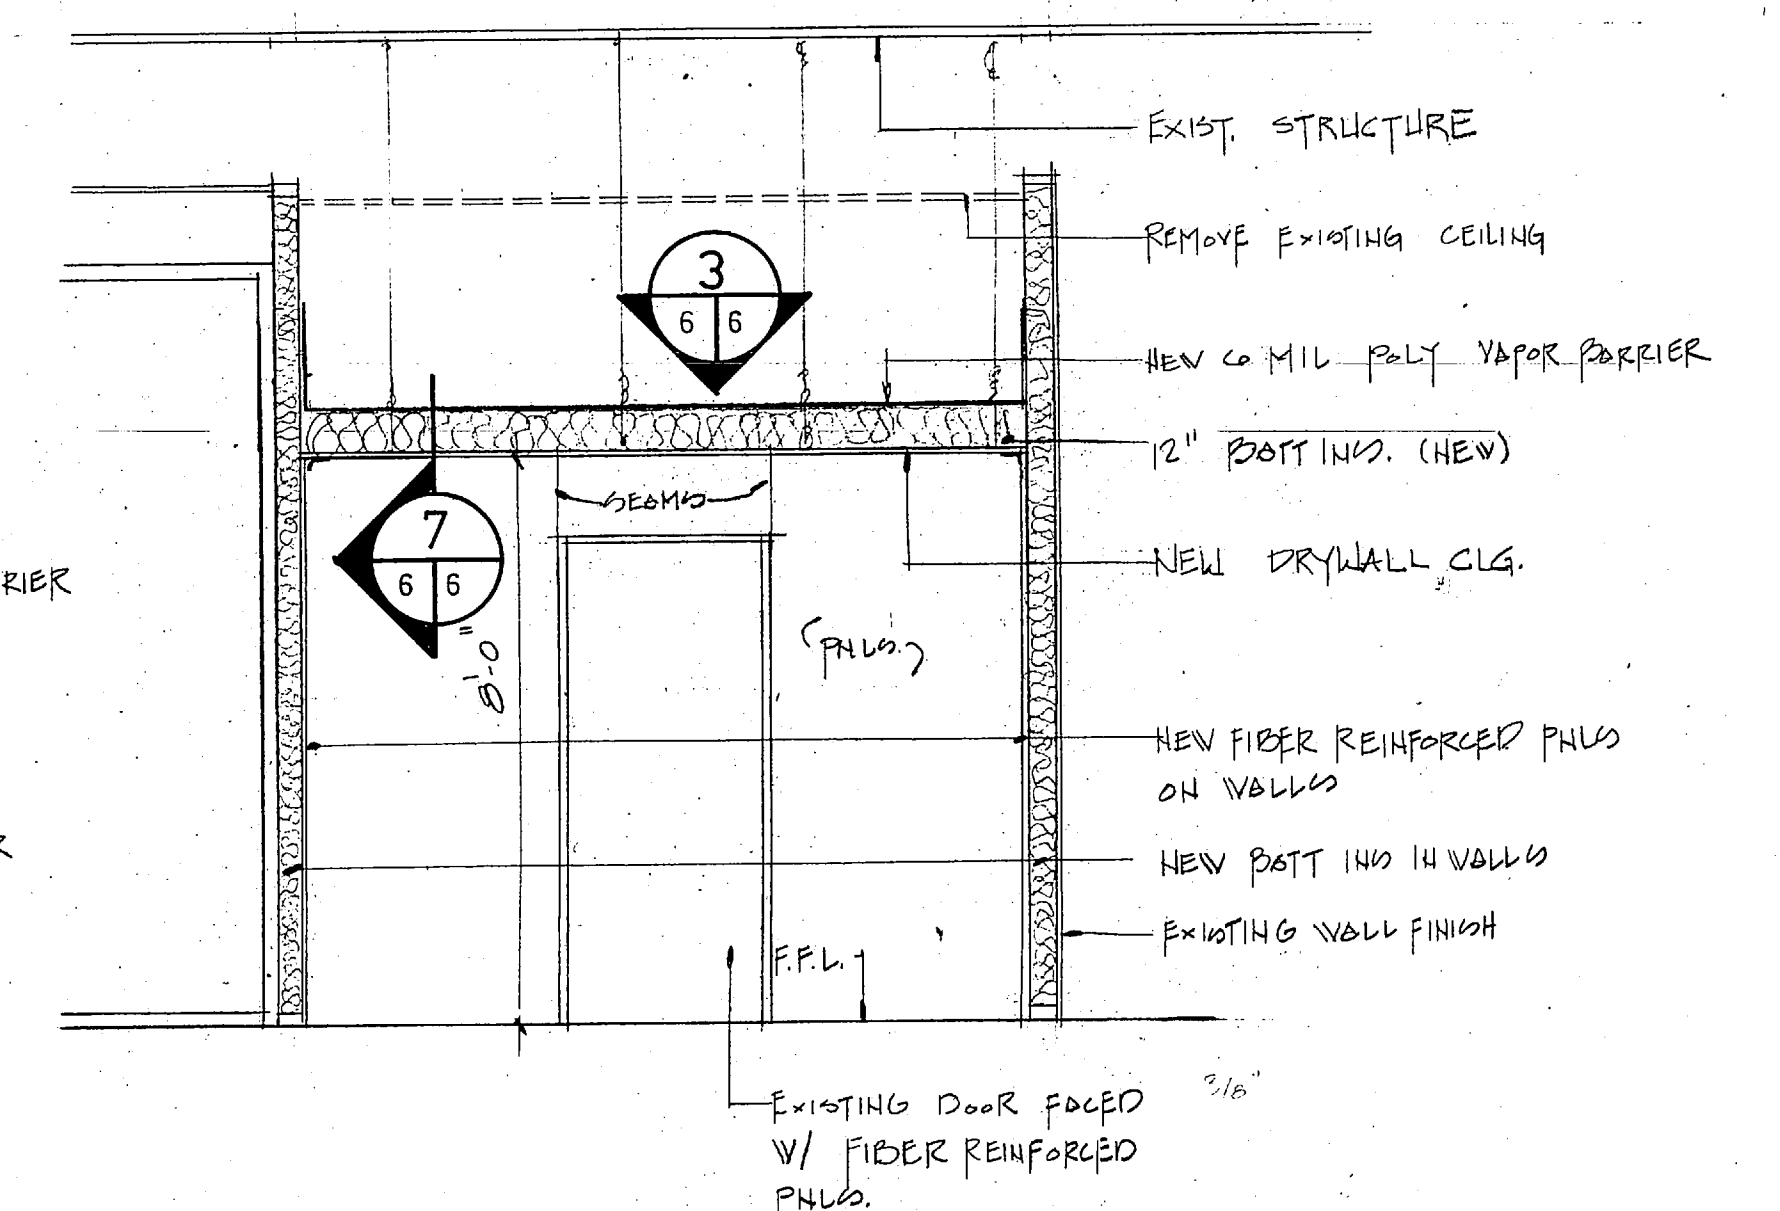 EXIST. STRUCTURE
REMOVE EXISTING CEILING
3
6 6
NEW 6 MIL POLY VAPOR BARRIER
12" BATT INS. (NEW)
SEAMS
7
6 6
NEW DRYWALL CLG.
RIER
8'-0"
(PNLS.)
NEW FIBER REINFORCED PNLS
ON WALLS
R
NEW BATT INS IN WALLS
EXISTING WALL FINISH
F.F.L.
3/8"
EXISTING DOOR FACED
W/ FIBER REINFORCED
PNLS.